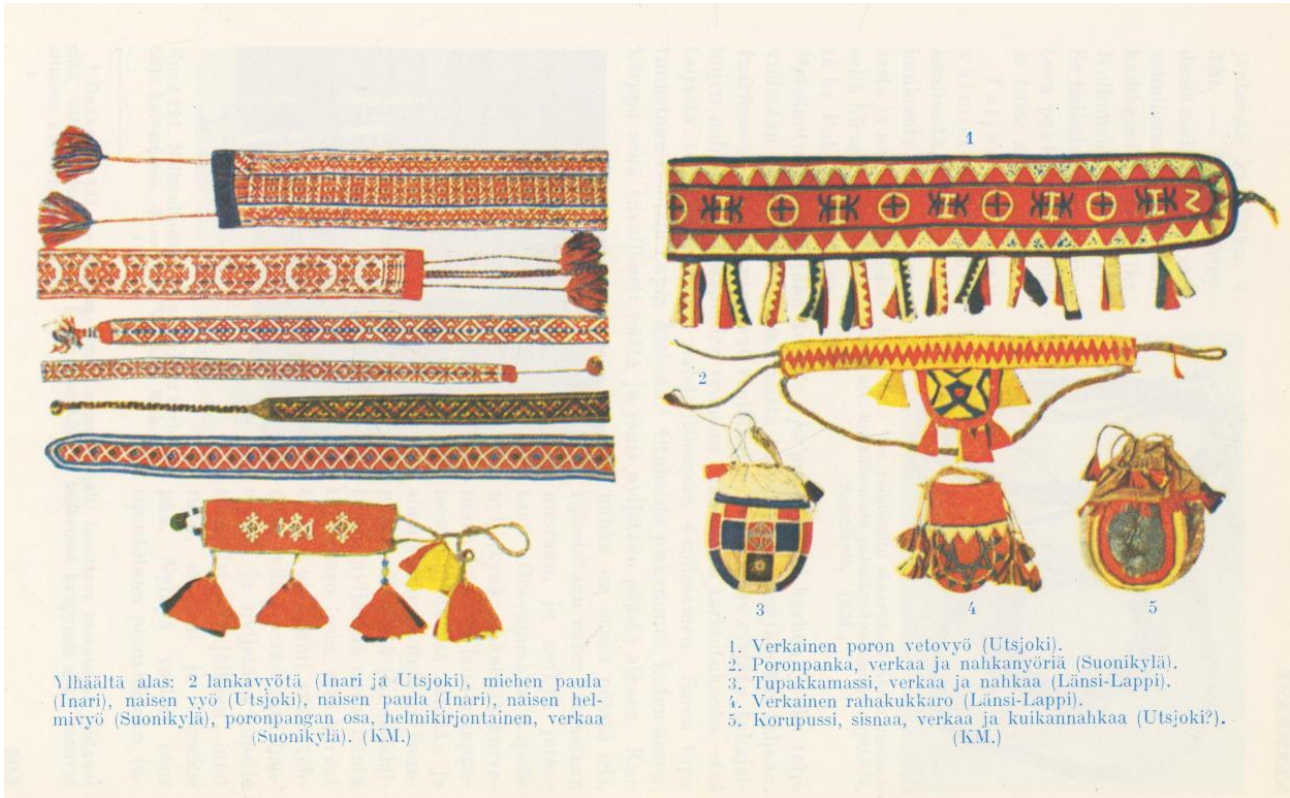 Ylhäältä alas: 2 lankavyötä (Inari ja Utsjoki), miehen paula
(Inari), naisen vyö (Utsjoki), naisen paula (Inari), naisen hel-
mivyö (Suonikylä), poronpangan osa, helmikirjontainen, verkaa
(Suonikylä). (KM.)
1
2
3
4
5
1. Verkainen poron vetovyö (Utsjoki).
2. Poronpanka, verkaa ja nahkanyöriä (Suonikylä).
3. Tupakkamassi, verkaa ja nahkaa (Länsi-Lappi).
4. Verkainen rahakukkaro (Länsi-Lappi).
5. Korupussi, sisnaa, verkaa ja kuikannahkaa (Utsjoki?).
(KM.)